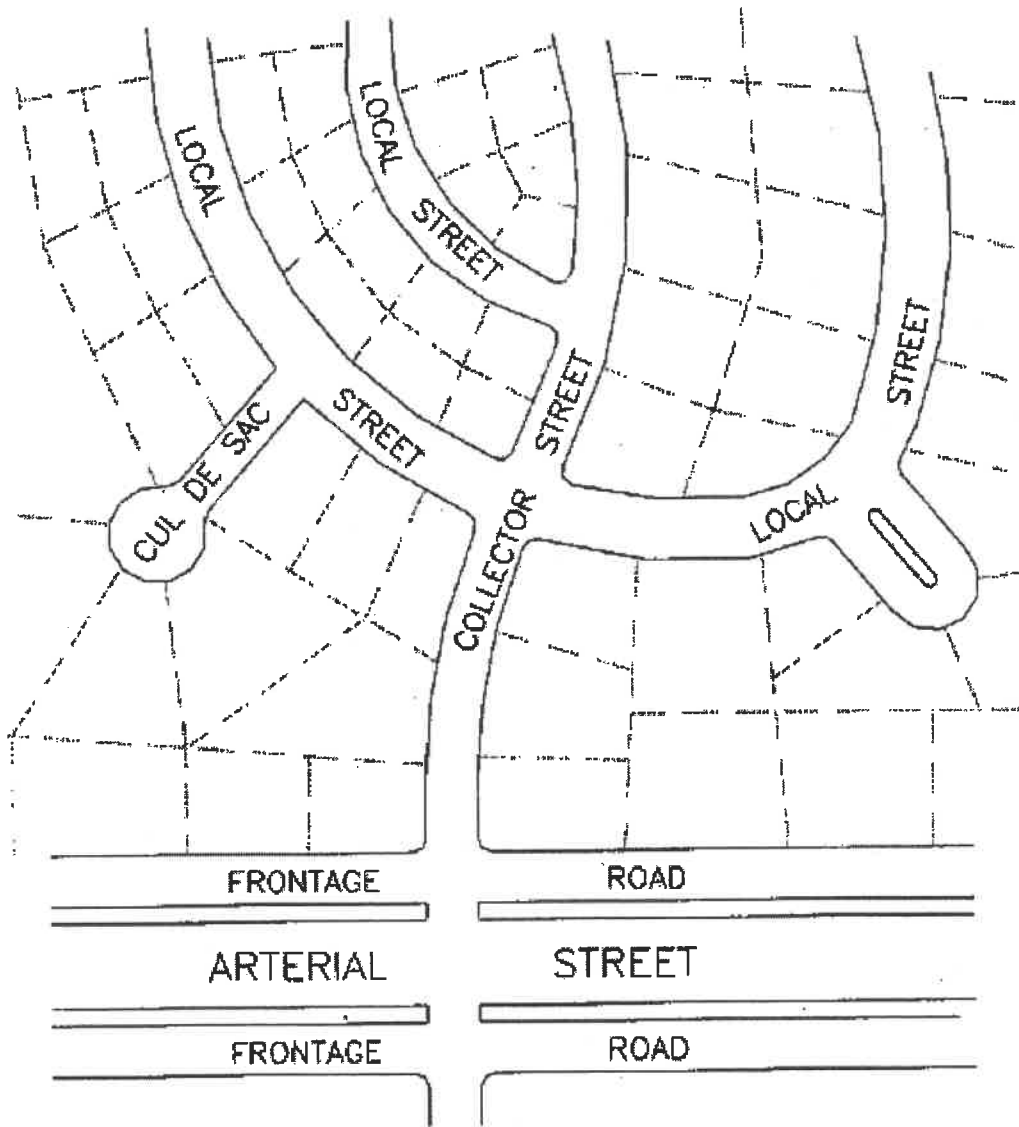 LOCAL STREET
LOCAL STREET
COLLECTOR STREET
LOCAL STREET
CUL DE SAC
FRONTAGE ROAD
ARTERIAL STREET
FRONTAGE ROAD